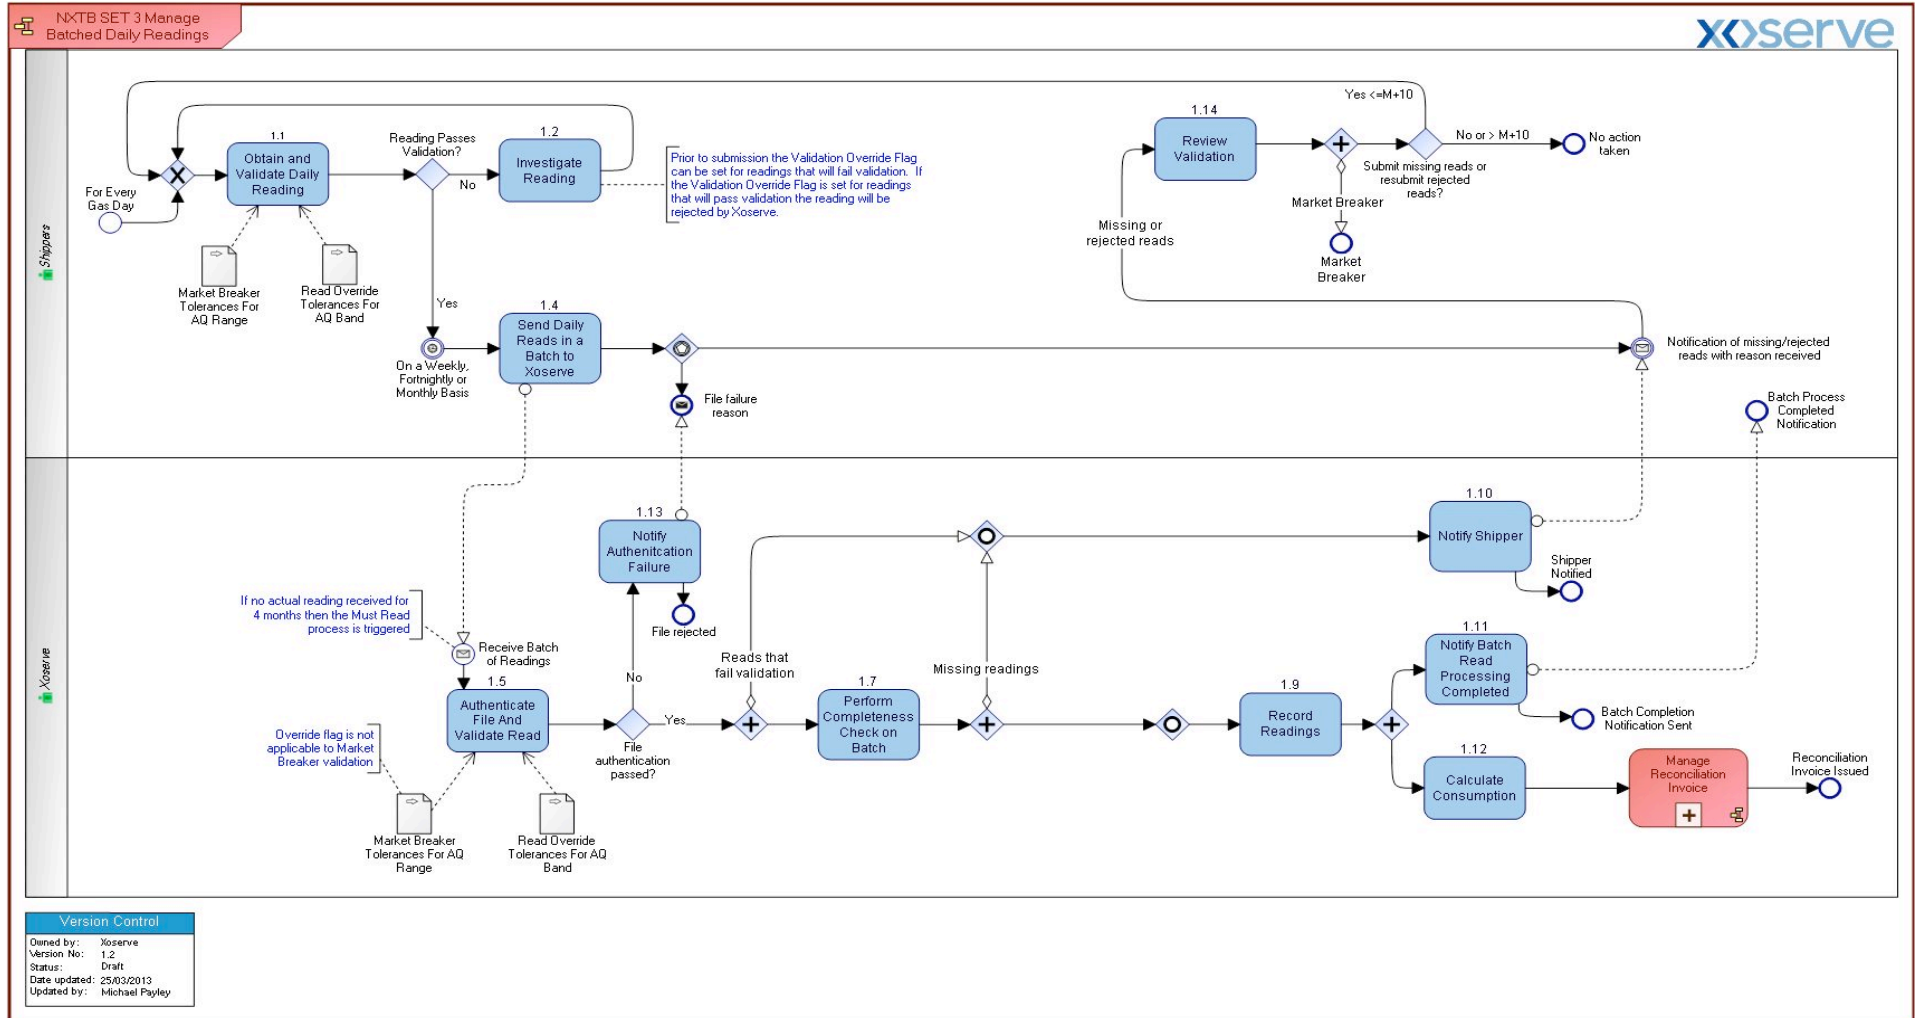 NXTB SET 3 Manage
Batched Daily Readings
xoserve
Shippers
For Every
Gas Day
1.1
Obtain and
Validate Daily
Reading
Market Breaker
Tolerances For
AQ Range
Read Override
Tolerances For
AQ Band
Reading Passes
Validation?
No
Yes
1.2
Investigate
Reading
Prior to submission the Validation Override Flag
can be set for readings that will fail validation. If
the Validation Override Flag is set for readings
that will pass validation the reading will be
rejected by Xoserve.
On a Weekly,
Fortnightly or
Monthly Basis
1.4
Send Daily
Reads in a
Batch to
Xoserve
File failure
reason
Missing or
rejected reads
1.14
Review
Validation
Market Breaker
Market
Breaker
Yes <=M+10
Submit missing reads or
resubmit rejected
reads?
No or > M+10
No action
taken
Notification of missing/rejected
reads with reason received
Batch Process
Completed
Notification
Xoserve
If no actual reading received for
4 months then the Must Read
process is triggered
Receive Batch
of Readings
1.5
Authenticate
File And
Validate Read
Override flag is not
applicable to Market
Breaker validation
Market Breaker
Tolerances For AQ
Range
Read Override
Tolerances For AQ
Band
File
authentication
passed?
No
Yes
1.13
Notify
Authenitcation
Failure
File rejected
Reads that
fail validation
1.7
Perform
Completeness
Check on
Batch
Missing readings
1.9
Record
Readings
1.10
Notify Shipper
Shipper
Notified
1.11
Notify Batch
Read
Processing
Completed
Batch Completion
Notification Sent
1.12
Calculate
Consumption
Manage
Reconciliation
Invoice
Reconciliation
Invoice Issued
Version Control
Owned by: Xoserve
Version No: 1.2
Status: Draft
Date updated: 25/03/2013
Updated by: Michael Payley